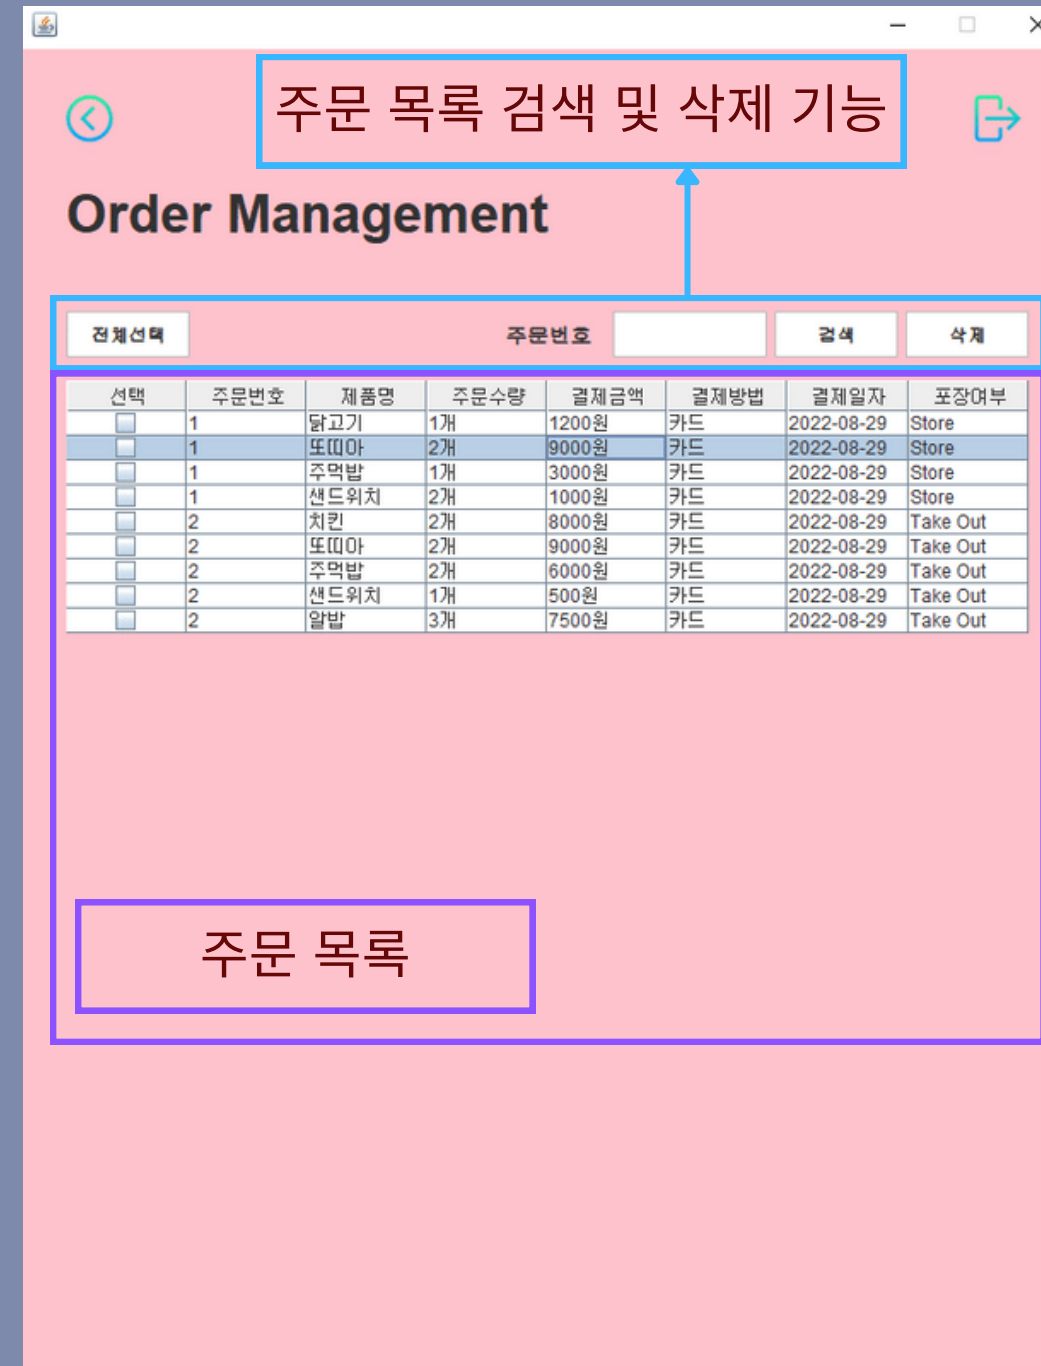 주문 목록 검색 및 삭제 기능
Order Management
전체선택 주문번호 검색 삭제
선택 주문번호 제품명 주문수량 결제금액 결제방법 결제일자 포장여부
1 닭고기 1개 1200원 카드 2022-08-29 Store
1 또띠아 2개 9000원 카드 2022-08-29 Store
1 주먹밥 1개 3000원 카드 2022-08-29 Store
1 샌드위치 2개 1000원 카드 2022-08-29 Store
2 치킨 2개 8000원 카드 2022-08-29 Take Out
2 또띠아 2개 9000원 카드 2022-08-29 Take Out
2 주먹밥 2개 6000원 카드 2022-08-29 Take Out
2 샌드위치 1개 500원 카드 2022-08-29 Take Out
2 알밥 3개 7500원 카드 2022-08-29 Take Out
주문 목록